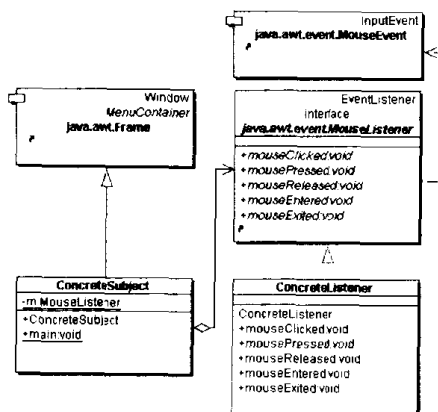 InputEvent
java.awt.event.MouseEvent
Window
MenuContainer
java.awt.Frame
EventListener
interface
java.awt.event.MouseListener
+mouseClicked:void
+mousePressed:void
+mouseReleased:void
+mouseEntered:void
+mouseExited:void
ConcreteSubject
-m:MouseListener
+ConcreteSubject
+main:void
ConcreteListener
ConcreteListener
+mouseClicked:void
+mousePressed:void
+mouseReleased:void
+mouseEntered:void
+mouseExited:void